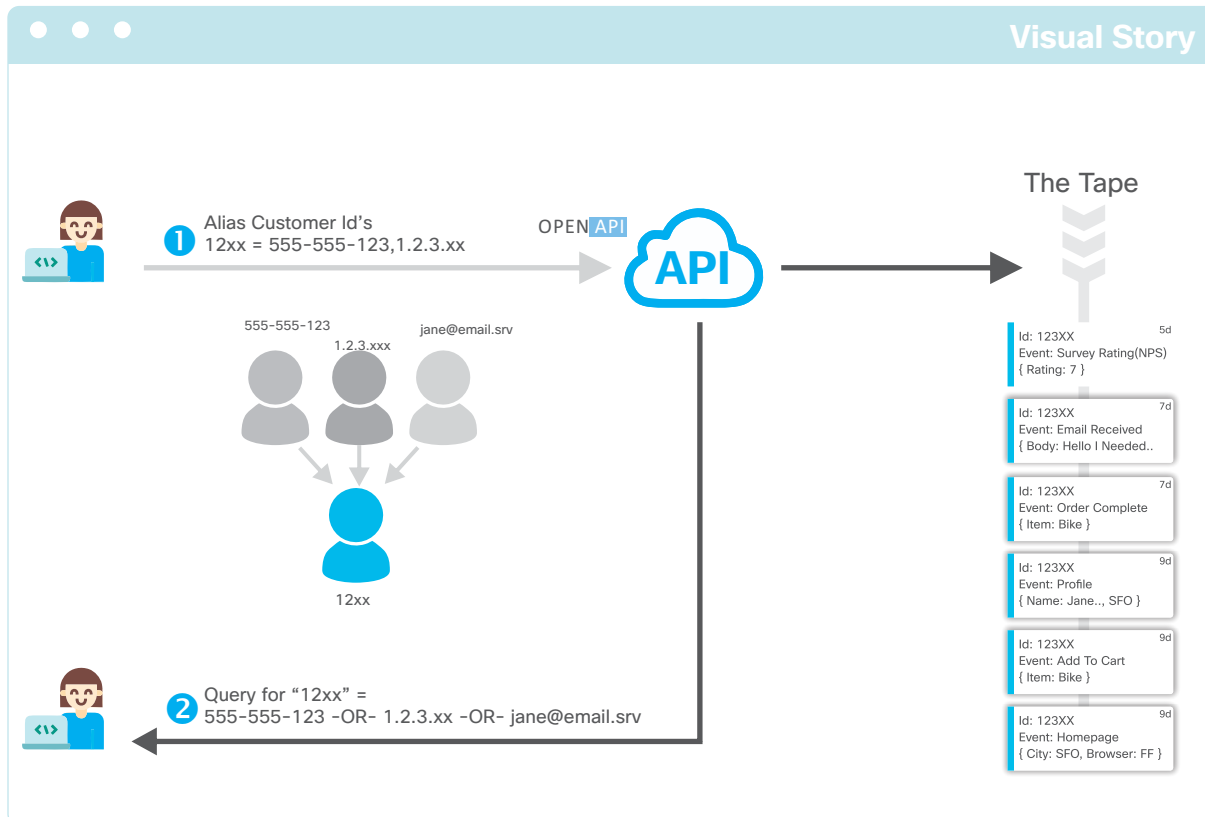 Visual Story
The Tape
1
Alias Customer Id's
12xx = 555-555-123,1.2.3.xx
OPEN API
API
555-555-123
1.2.3.xxx
jane@email.srv
12xx
2
Query for “12xx” =
555-555-123 -OR- 1.2.3.xx -OR- jane@email.srv
5d
Id: 123XX
Event: Survey Rating(NPS)
{ Rating: 7 }
7d
Id: 123XX
Event: Email Received
{ Body: Hello I Needed..
7d
Id: 123XX
Event: Order Complete
{ Item: Bike }
9d
Id: 123XX
Event: Profile
{ Name: Jane.., SFO }
9d
Id: 123XX
Event: Add To Cart
{ Item: Bike }
9d
Id: 123XX
Event: Homepage
{ City: SFO, Browser: FF }